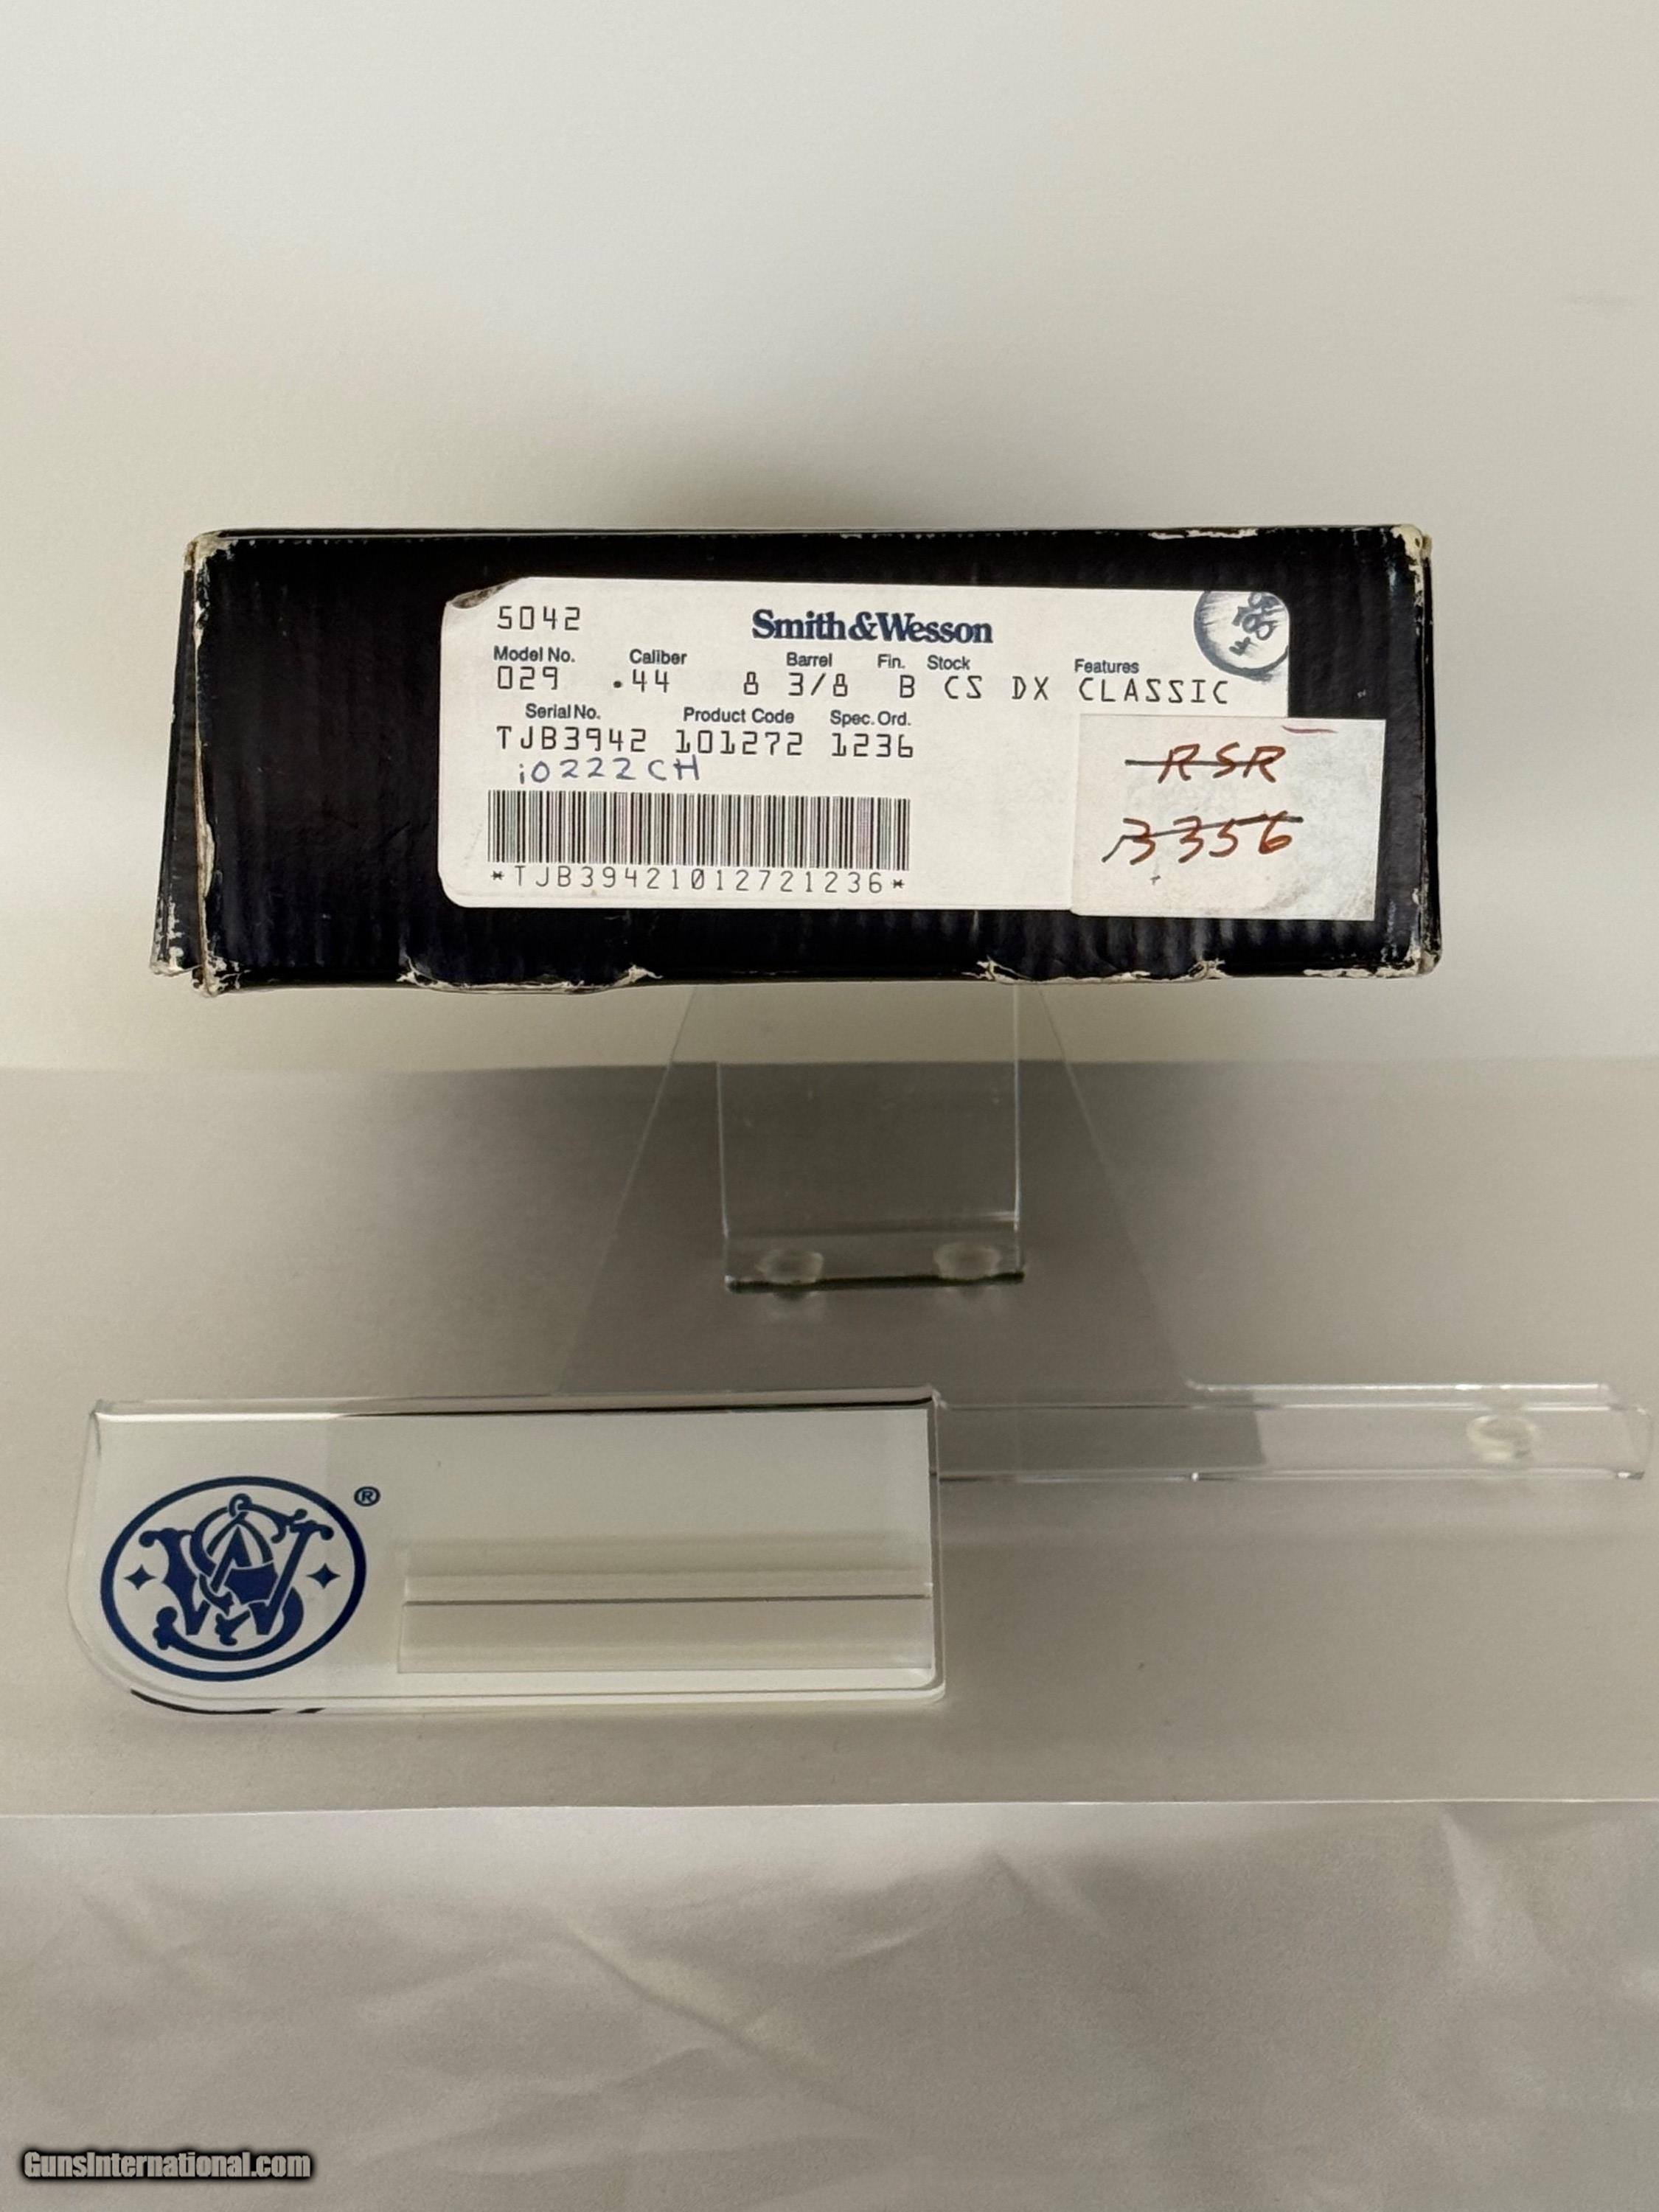 5042
Smith&Wesson
Model No. Caliber Barrel Fin. Stock Features
029 .44 8 3/8 B CS DX CLASSIC
Serial No. Product Code Spec. Ord.
TJB3942 101272 1236
i0222CH
*TJB39421012721236*
RSR
3356
®
GunsInternational.com